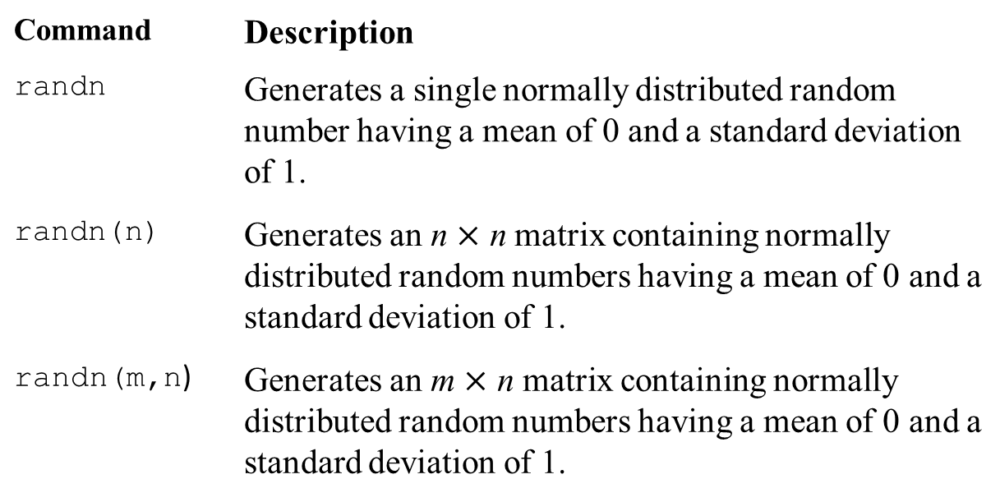 Command Description
randn Generates a single normally distributed random
number having a mean of 0 and a standard deviation
of 1.
randn(n) Generates an n × n matrix containing normally
distributed random numbers having a mean of 0 and a
standard deviation of 1.
randn(m,n) Generates an m × n matrix containing normally
distributed random numbers having a mean of 0 and a
standard deviation of 1.